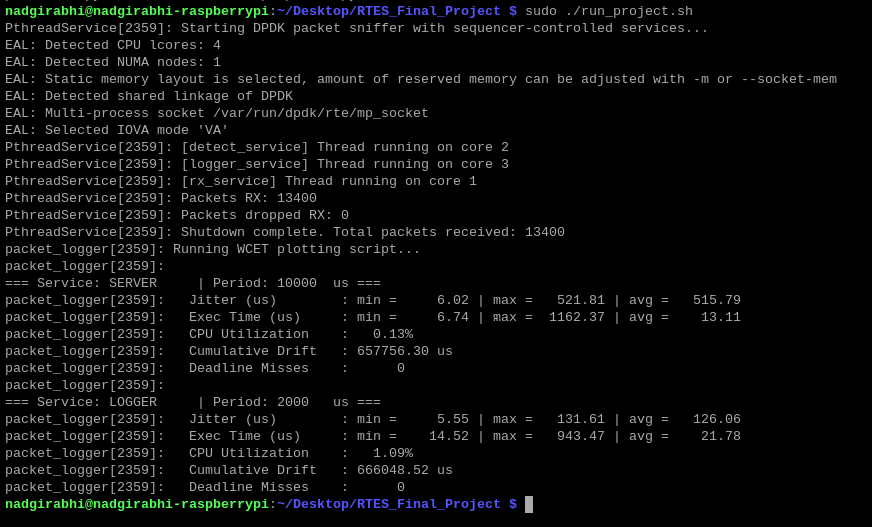 nadgirabhi@nadgirabhi-raspberrypi:~/Desktop/RTES_Final_Project $ sudo ./run_project.sh
PthreadService[2359]: Starting DPDK packet sniffer with sequencer-controlled services...
EAL: Detected CPU lcores: 4
EAL: Detected NUMA nodes: 1
EAL: Static memory layout is selected, amount of reserved memory can be adjusted with -m or --socket-mem
EAL: Detected shared linkage of DPDK
EAL: Multi-process socket /var/run/dpdk/rte/mp_socket
EAL: Selected IOVA mode 'VA'
PthreadService[2359]: [detect_service] Thread running on core 2
PthreadService[2359]: [logger_service] Thread running on core 3
PthreadService[2359]: [rx_service] Thread running on core 1
PthreadService[2359]: Packets RX: 13400
PthreadService[2359]: Packets dropped RX: 0
PthreadService[2359]: Shutdown complete. Total packets received: 13400
packet_logger[2359]: Running WCET plotting script...
packet_logger[2359]:
=== Service: SERVER     | Period: 10000  us ===
packet_logger[2359]:   Jitter (us)        : min =     6.02 | max =   521.81 | avg =   515.79
packet_logger[2359]:   Exec Time (us)     : min =     6.74 | max =  1162.37 | avg =    13.11
packet_logger[2359]:   CPU Utilization    :   0.13%
packet_logger[2359]:   Cumulative Drift   : 657756.30 us
packet_logger[2359]:   Deadline Misses    :      0
packet_logger[2359]:
=== Service: LOGGER     | Period: 2000   us ===
packet_logger[2359]:   Jitter (us)        : min =     5.55 | max =   131.61 | avg =   126.06
packet_logger[2359]:   Exec Time (us)     : min =    14.52 | max =   943.47 | avg =    21.78
packet_logger[2359]:   CPU Utilization    :   1.09%
packet_logger[2359]:   Cumulative Drift   : 666048.52 us
packet_logger[2359]:   Deadline Misses    :      0
nadgirabhi@nadgirabhi-raspberrypi:~/Desktop/RTES_Final_Project $